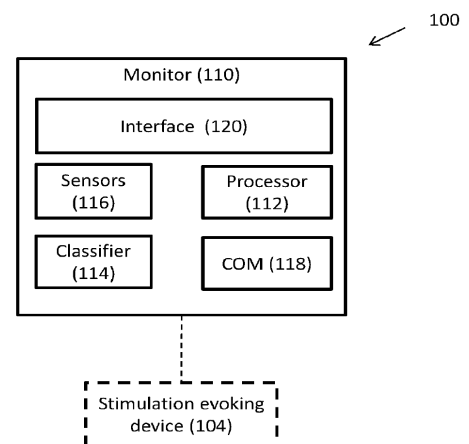 100
Monitor (110)
Interface (120)
Sensors
(116)
Processor
(112)
Classifier
(114)
COM (118)
Stimulation evoking
device (104)